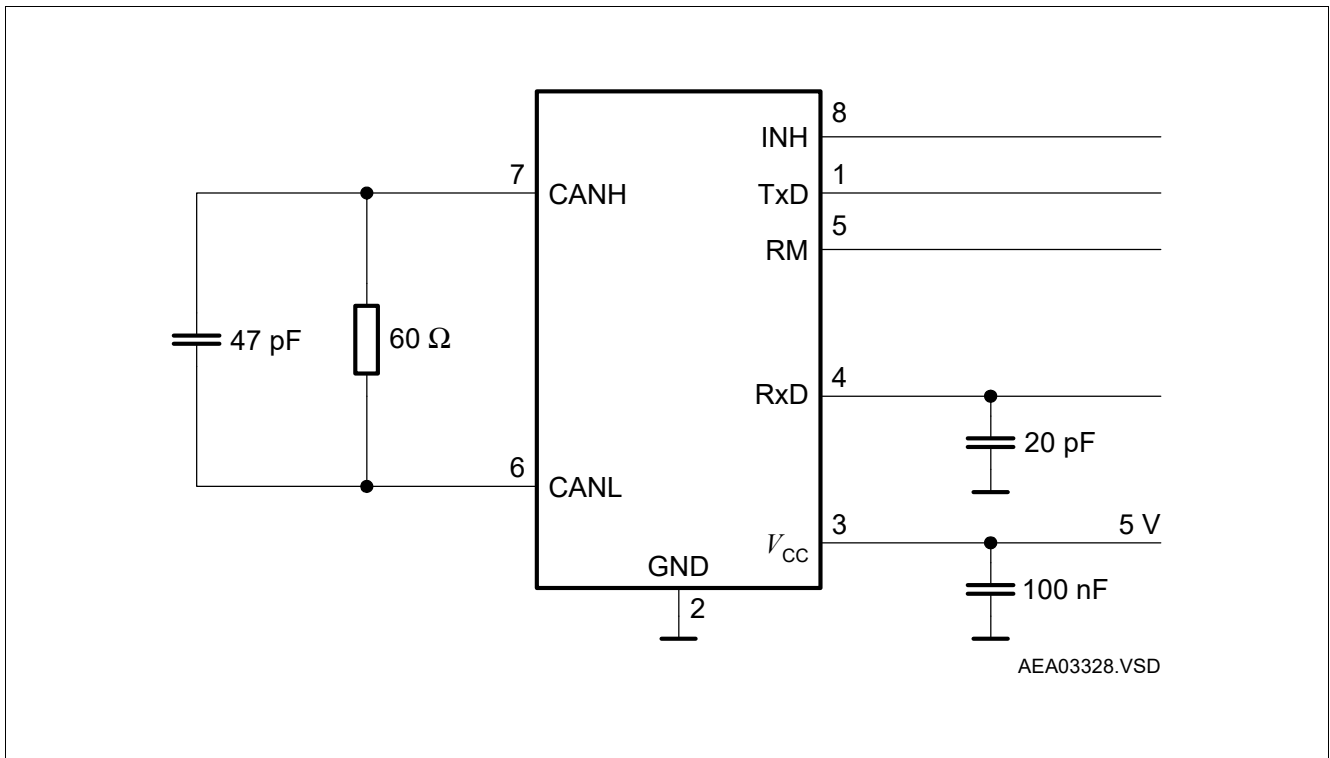 8
INH
7
CANH
1
TxD
5
RM
47 pF
60 Ω
4
RxD
20 pF
6
CANL
3
5 V
VCC
GND
2
100 nF
AEA03328.VSD